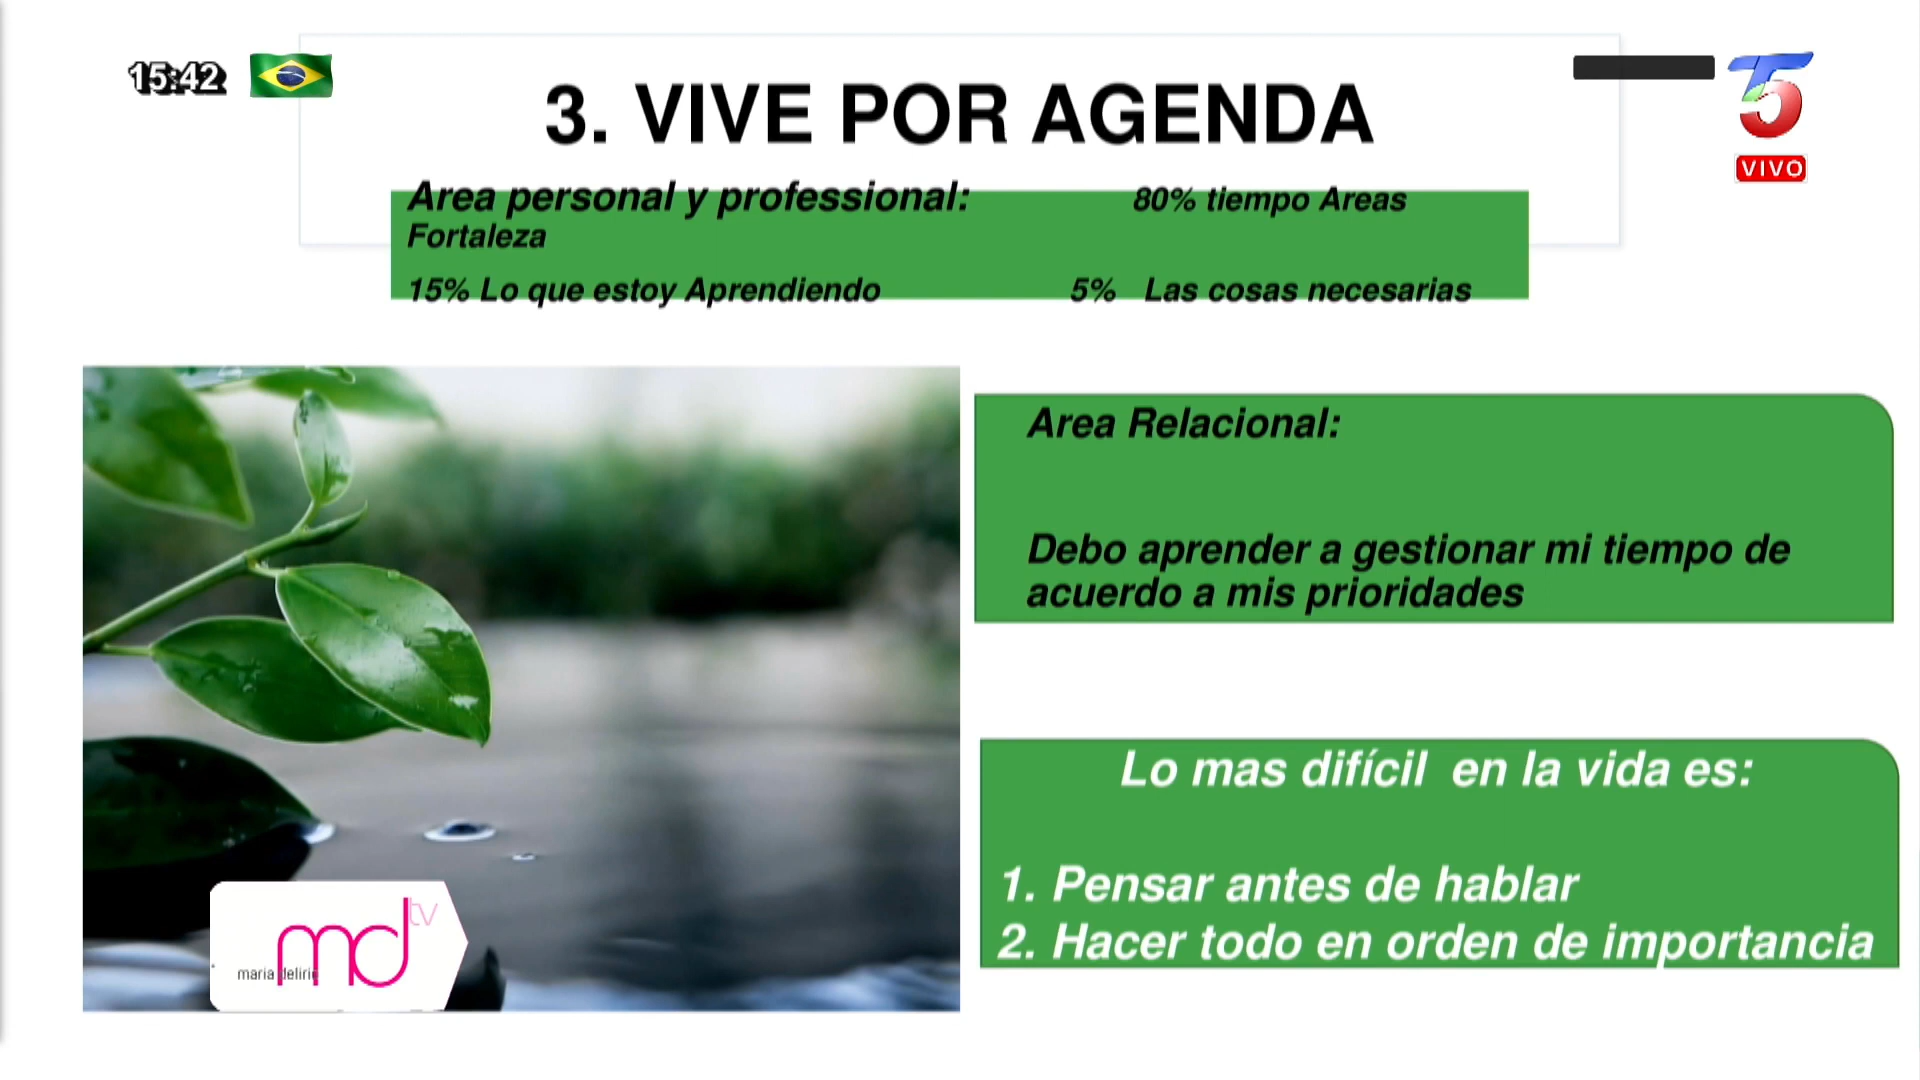 15:42
3. VIVE POR AGENDA
T5
VIVO
Area personal y professional: 80% tiempo Areas
Fortaleza
15% Lo que estoy Aprendiendo 5% Las cosas necesarias
Area Relacional:
Debo aprender a gestionar mi tiempo de
acuerdo a mis prioridades
Lo mas difícil en la vida es:
1. Pensar antes de hablar
2. Hacer todo en orden de importancia
md tv
maria